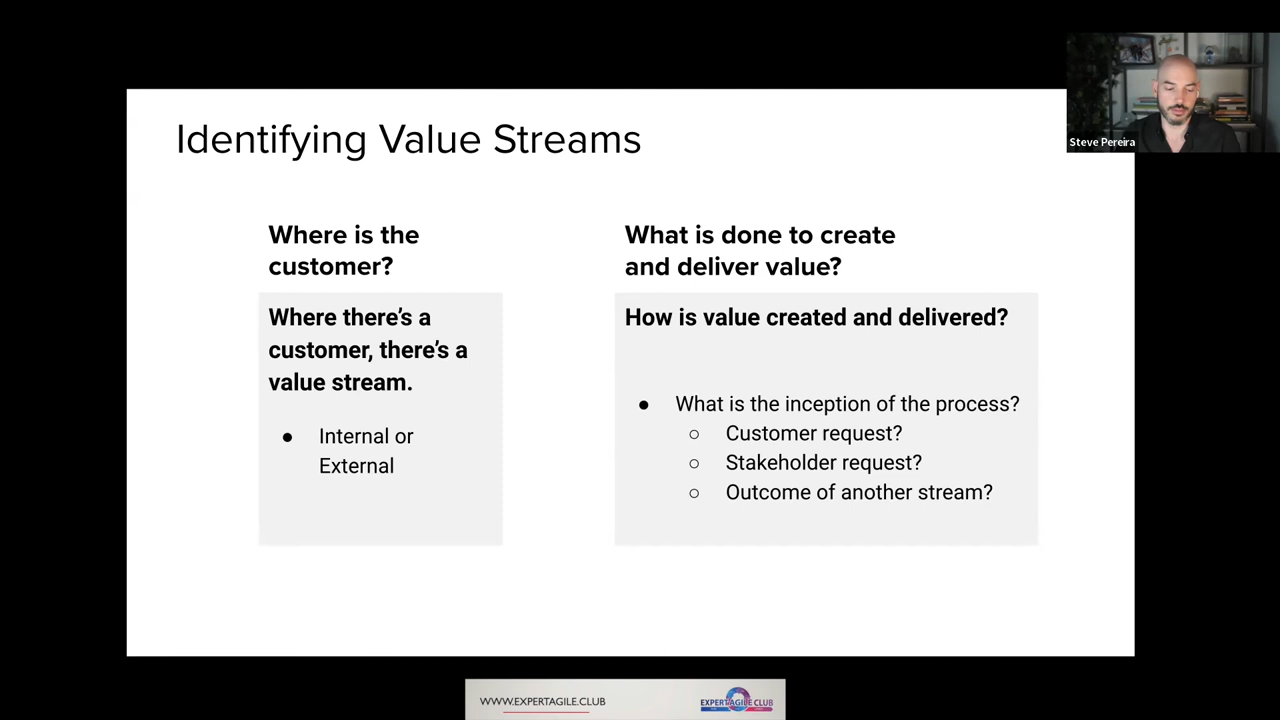 Steve Pereira
Identifying Value Streams
Where is the
customer?
Where there’s a
customer, there’s a
value stream.
● Internal or
External
What is done to create
and deliver value?
How is value created and delivered?
● What is the inception of the process?
○ Customer request?
○ Stakeholder request?
○ Outcome of another stream?
WWW.EXPERTAGILE.CLUB
EXPERTAGILE CLUB